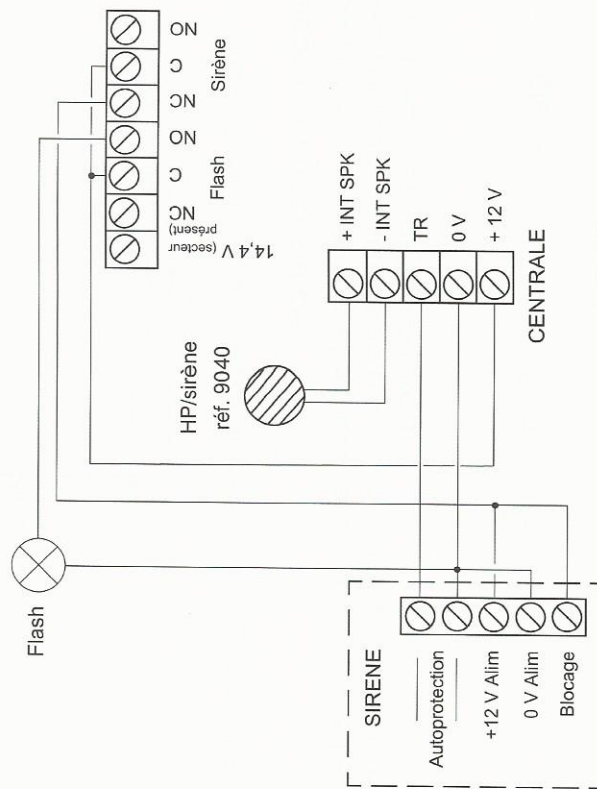 Flash
SIRENE
Autoprotection
+12 V Alim
0 V Alim
Blocage
HP/sirène
réf. 9040
+ INT SPK
- INT SPK
TR
0 V
+ 12 V
CENTRALE
14,4 V (secteur
présent)
NC
C
NO
Flash
NC
C
NO
Sirène